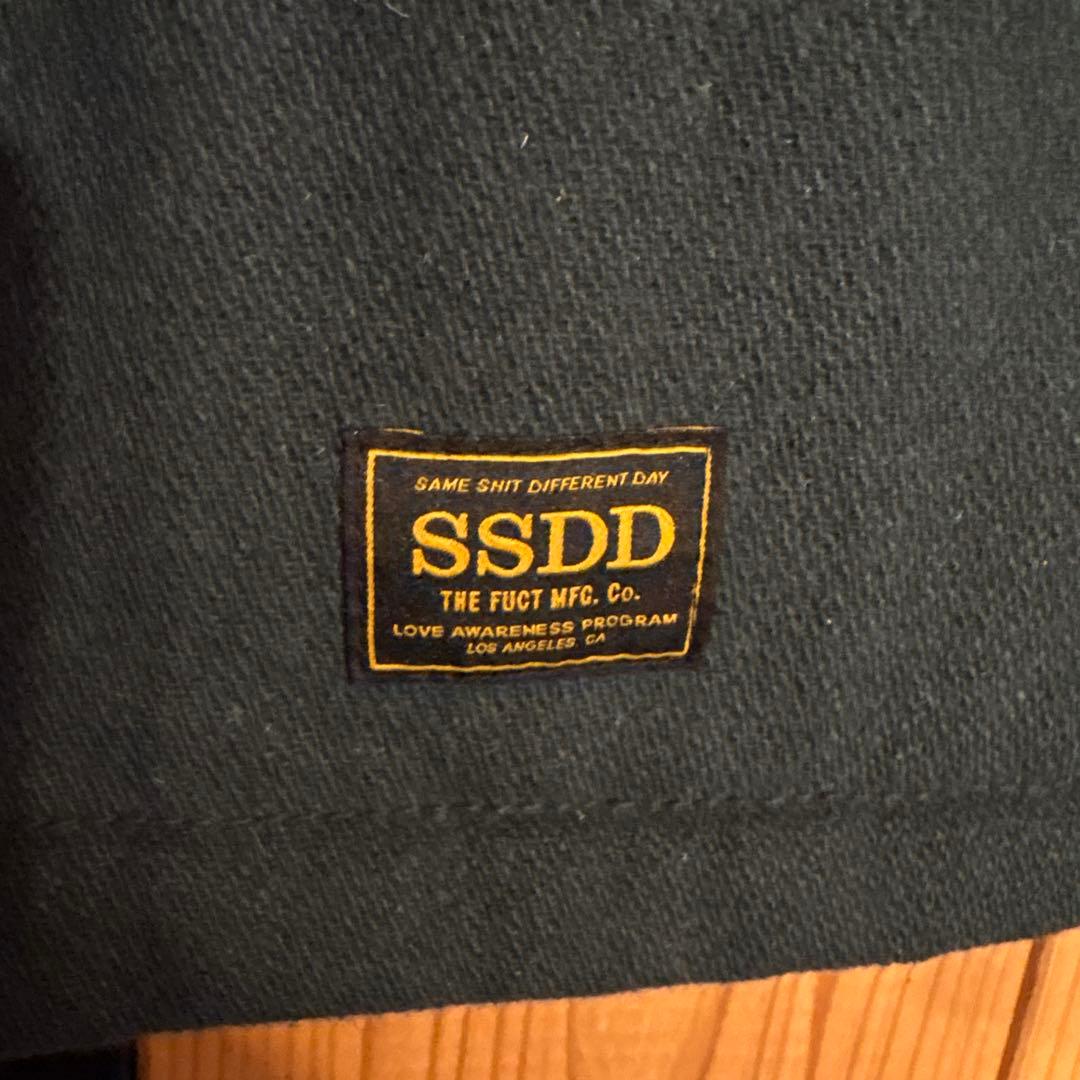 SAME SHIT DIFFERENT DAY
SSDD
THE FUCT MFG. Co.
LOVE AWARENESS PROGRAM
LOS ANGELES, CA